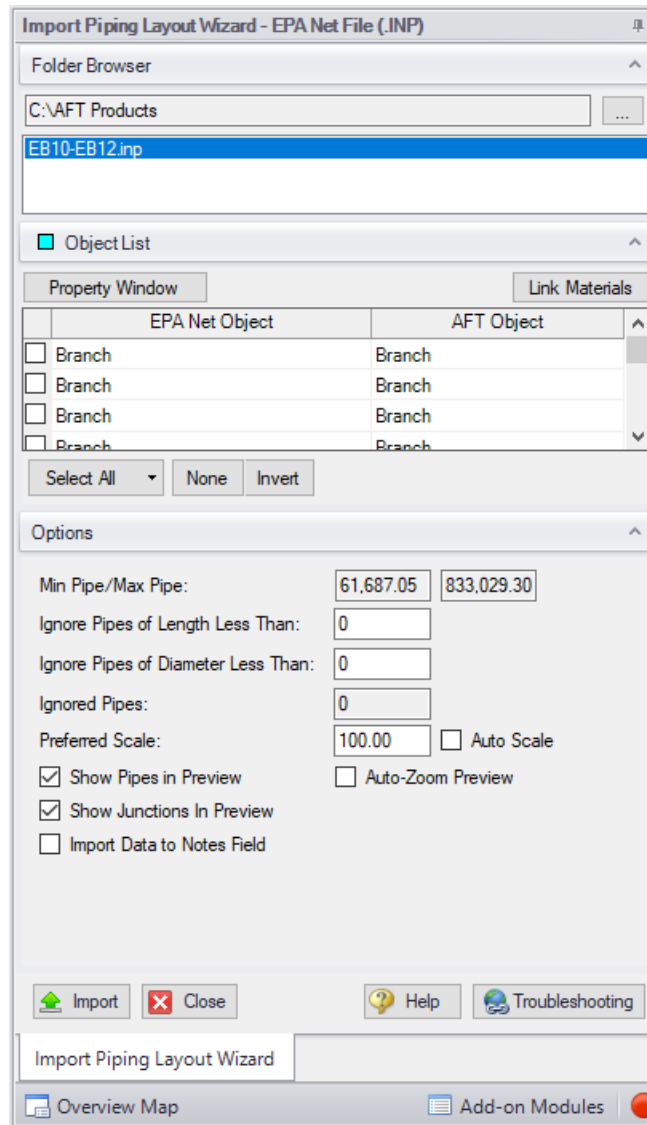 Import Piping Layout Wizard - EPA Net File (.INP)
Folder Browser
C:\AFT Products ...
EB10-EB12.inp
Object List
Property Window Link Materials
EPA Net Object AFT Object
Branch Branch
Branch Branch
Branch Branch
Branch Branch
Select All None Invert
Options
Min Pipe/Max Pipe: 61,687.05 833,029.30
Ignore Pipes of Length Less Than: 0
Ignore Pipes of Diameter Less Than: 0
Ignored Pipes: 0
Preferred Scale: 100.00 Auto Scale
Show Pipes in Preview Auto-Zoom Preview
Show Junctions In Preview
Import Data to Notes Field
Import Close Help Troubleshooting
Import Piping Layout Wizard
Overview Map Add-on Modules